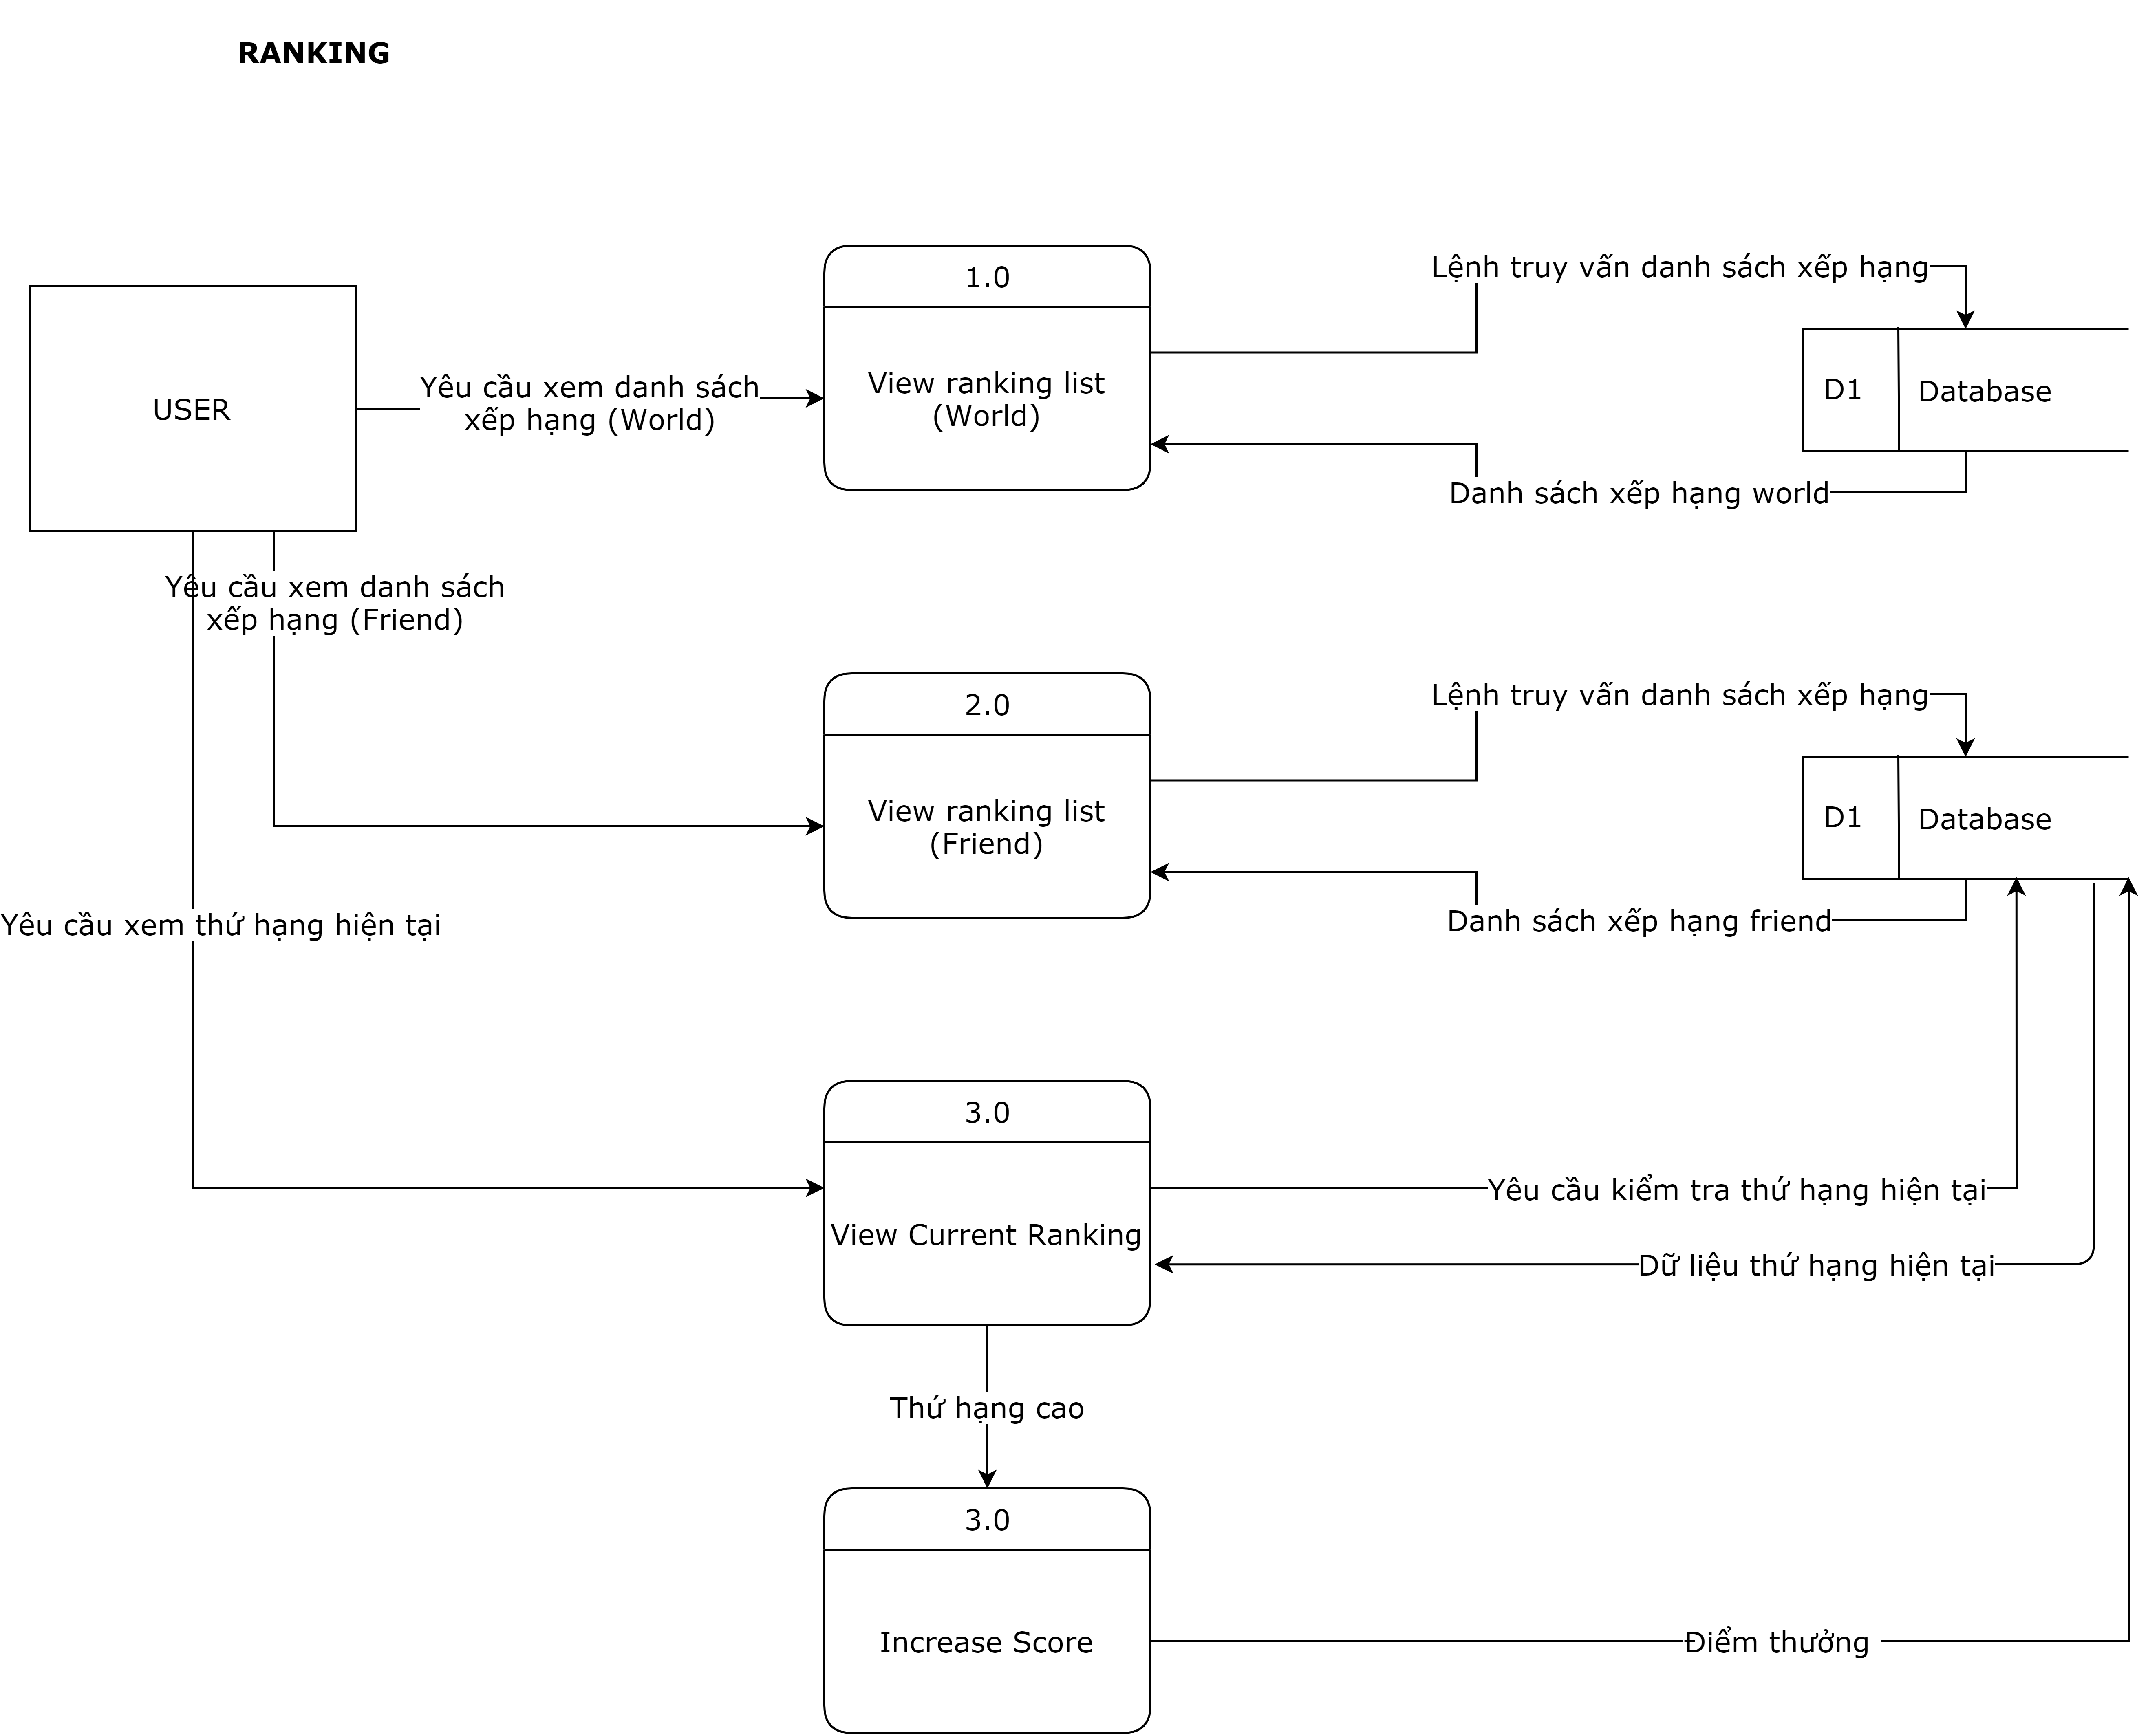 RANKING
USER
Yêu cầu xem danh sách
xếp hạng (World)
1.0
View ranking list
(World)
Lệnh truy vấn danh sách xếp hạng
D1
Database
Danh sách xếp hạng world
Yêu cầu xem danh sách
xếp hạng (Friend)
2.0
View ranking list
(Friend)
Lệnh truy vấn danh sách xếp hạng
D1
Database
Danh sách xếp hạng friend
Yêu cầu xem thứ hạng hiện tại
3.0
View Current Ranking
Yêu cầu kiểm tra thứ hạng hiện tại
Dữ liệu thứ hạng hiện tại
Thứ hạng cao
3.0
Increase Score
Điểm thưởng